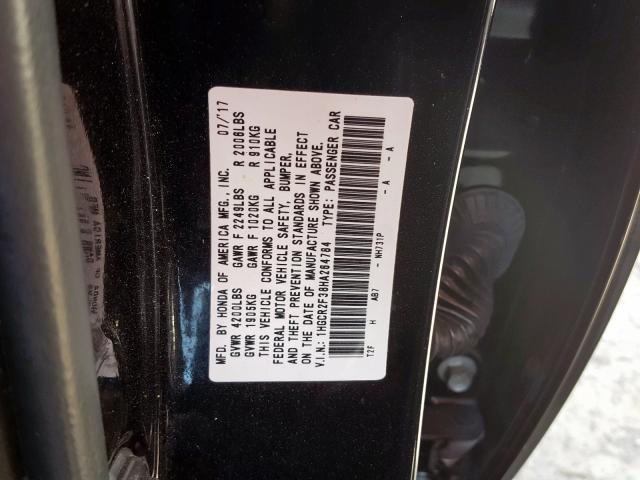 MFD. BY HONDA OF AMERICA MFG., INC. 07/'17
GVWR 4200LBS GAWR F 2249LBS R 2008LBS
GVWR 1905KG GAWR F 1020KG R 910KG
THIS VEHICLE CONFORMS TO ALL APPLICABLE
FEDERAL MOTOR VEHICLE SAFETY, BUMPER,
AND THEFT PREVENTION STANDARDS IN EFFECT
ON THE DATE OF MANUFACTURE SHOWN ABOVE.
V.I.N.: 1HGCR2F38HA284784 TYPE: PASSENGER CAR
T2F H AB7 - NH731P - A - A